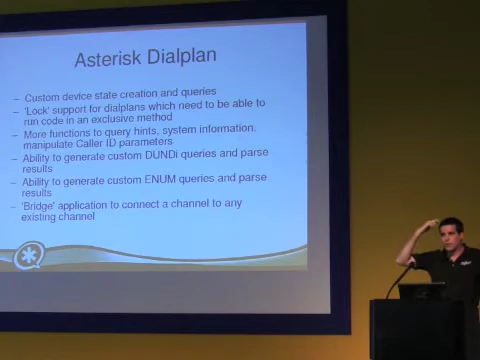 Asterisk Dialplan
– Custom device state creation and queries
– 'Lock' support for dialplans which need to be able to
run code in an exclusive method
– More functions to query hints, system information,
manipulate Caller ID parameters
– Ability to generate custom DUNDi queries and parse
results
– Ability to generate custom ENUM queries and parse
results
– 'Bridge' application to connect a channel to any
existing channel